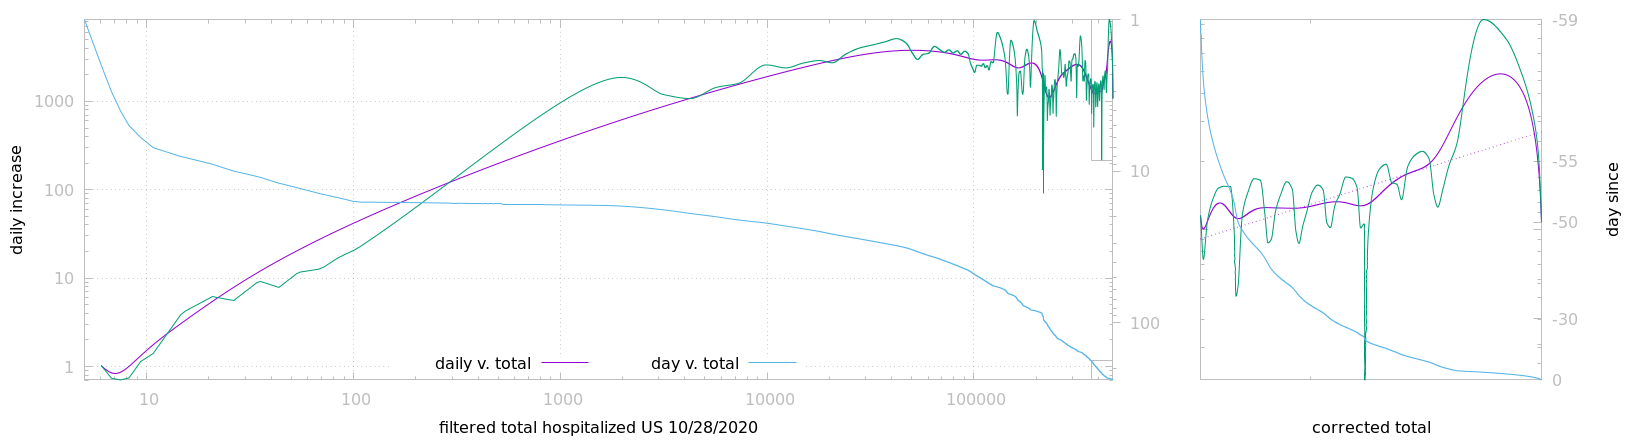 daily increase
1000
100
10
1
10
100
1000
10000
100000
1
10
100
daily v. total
day v. total
filtered total hospitalized US 10/28/2020
-59
-55
-50
-30
0
day since
corrected total